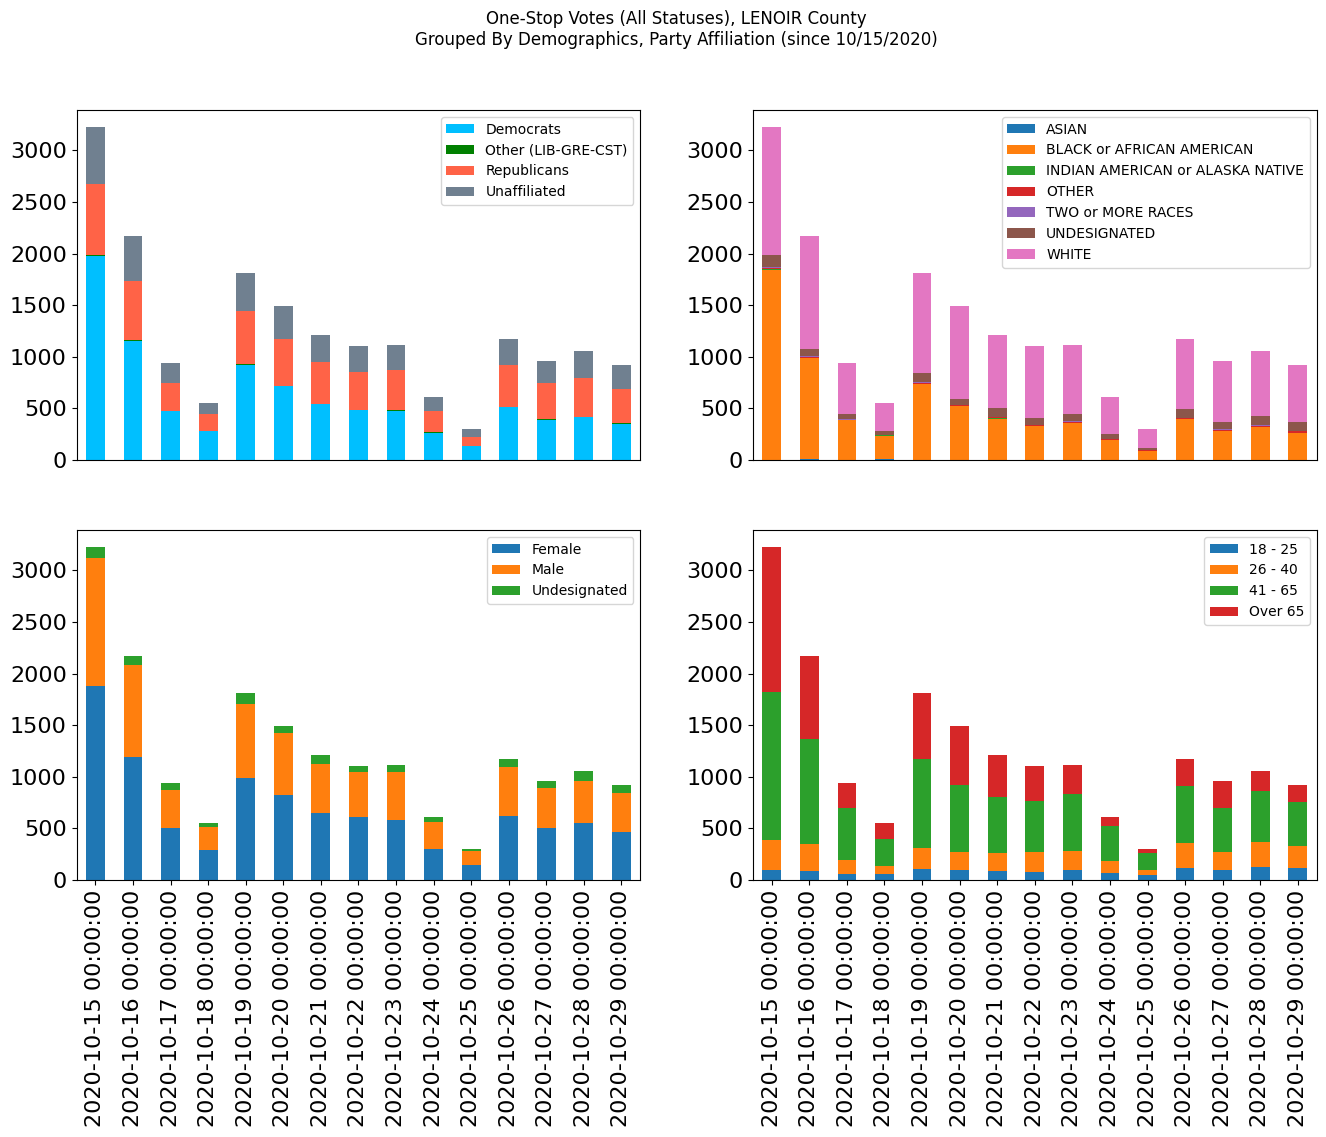 One-Stop Votes (All Statuses), LENOIR County
Grouped By Demographics, Party Affiliation (since 10/15/2020)
3000
2500
2000
1500
1000
500
0
Democrats
Other (LIB-GRE-CST)
Republicans
Unaffiliated
3000
2500
2000
1500
1000
500
0
ASIAN
BLACK or AFRICAN AMERICAN
INDIAN AMERICAN or ALASKA NATIVE
OTHER
TWO or MORE RACES
UNDESIGNATED
WHITE
3000
2500
2000
1500
1000
500
0
Female
Male
Undesignated
2020-10-15 00:00:00
2020-10-16 00:00:00
2020-10-17 00:00:00
2020-10-18 00:00:00
2020-10-19 00:00:00
2020-10-20 00:00:00
2020-10-21 00:00:00
2020-10-22 00:00:00
2020-10-23 00:00:00
2020-10-24 00:00:00
2020-10-25 00:00:00
2020-10-26 00:00:00
2020-10-27 00:00:00
2020-10-28 00:00:00
2020-10-29 00:00:00
3000
2500
2000
1500
1000
500
0
18 - 25
26 - 40
41 - 65
Over 65
2020-10-15 00:00:00
2020-10-16 00:00:00
2020-10-17 00:00:00
2020-10-18 00:00:00
2020-10-19 00:00:00
2020-10-20 00:00:00
2020-10-21 00:00:00
2020-10-22 00:00:00
2020-10-23 00:00:00
2020-10-24 00:00:00
2020-10-25 00:00:00
2020-10-26 00:00:00
2020-10-27 00:00:00
2020-10-28 00:00:00
2020-10-29 00:00:00